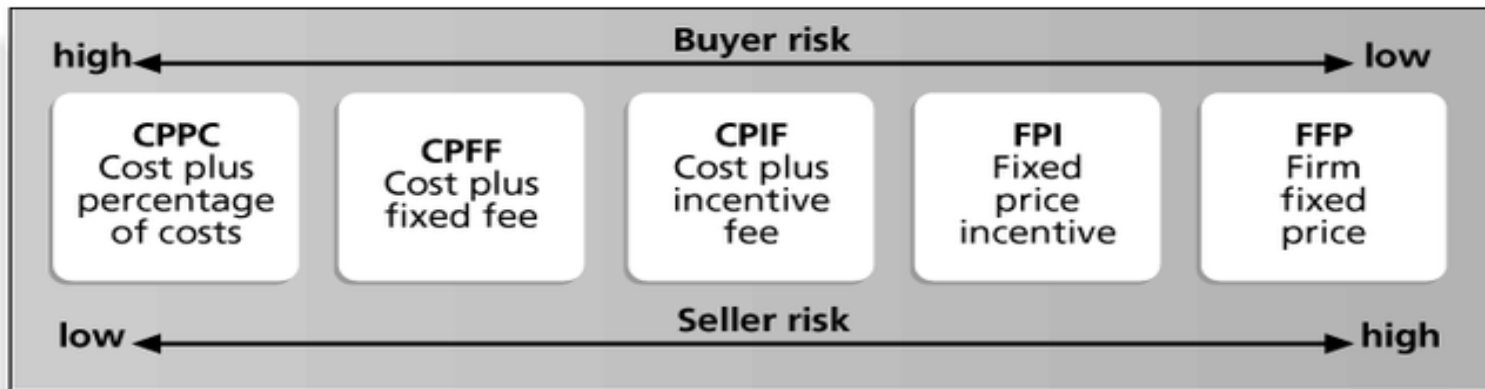 Buyer risk
high
low
CPPC
Cost plus
percentage
of costs
CPFF
Cost plus
fixed fee
CPIF
Cost plus
incentive
fee
FPI
Fixed
price
incentive
FFP
Firm
fixed
price
Seller risk
low
high